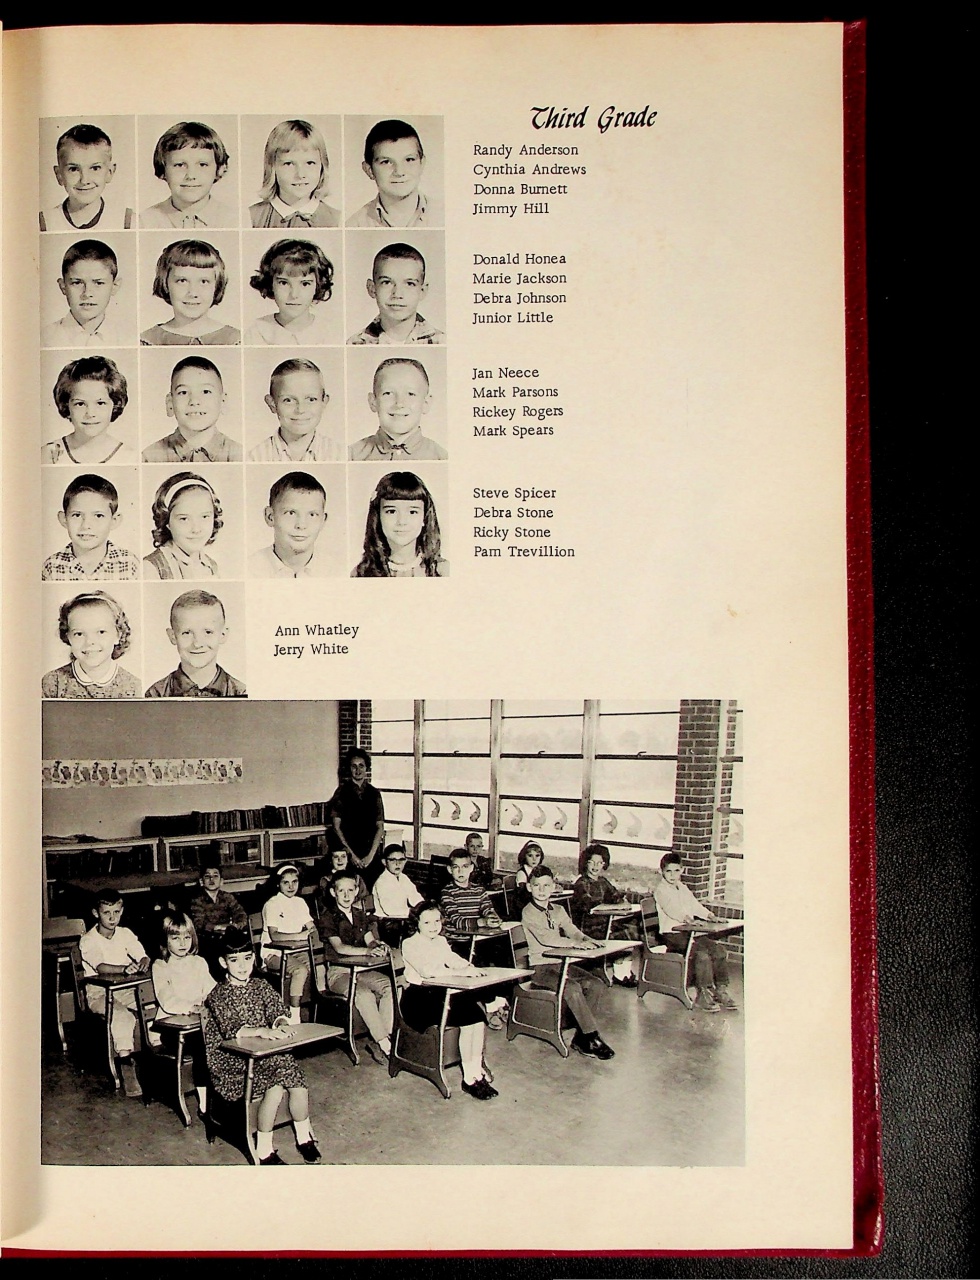 Third Grade
Randy Anderson
Cynthia Andrews
Donna Burnett
Jimmy Hill
Donald Honea
Marie Jackson
Debra Johnson
Junior Little
Jan Neece
Mark Parsons
Rickey Rogers
Mark Spears
Steve Spicer
Debra Stone
Ricky Stone
Pam Trevillion
Ann Whatley
Jerry White